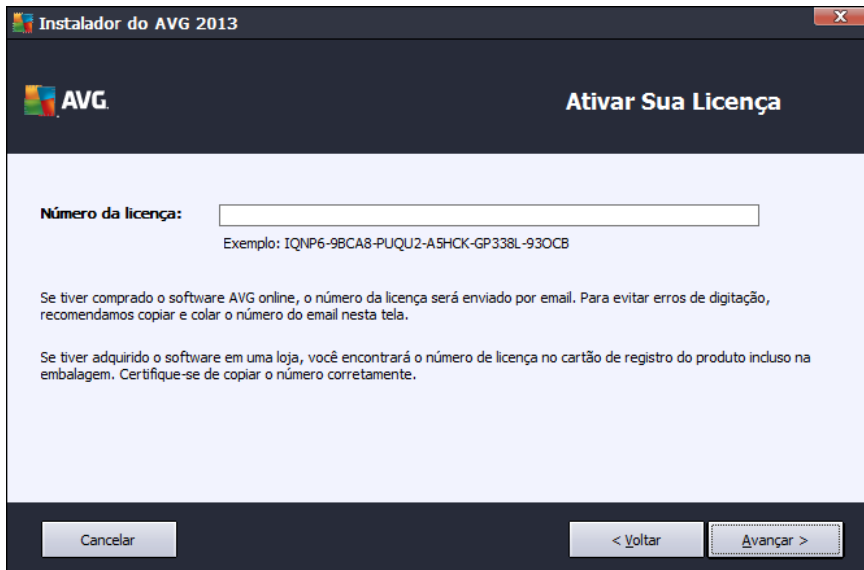 Instalador do AVG 2013
AVG.
Ativar Sua Licença
Número da licença:
Exemplo: IQNP6-9BCA8-PUQU2-A5HCK-GP338L-93OCB
Se tiver comprado o software AVG online, o número da licença será enviado por email. Para evitar erros de digitação,
recomendamos copiar e colar o número do email nesta tela.
Se tiver adquirido o software em uma loja, você encontrará o número de licença no cartão de registro do produto incluso na
embalagem. Certifique-se de copiar o número corretamente.
Cancelar
< Voltar
Avançar >